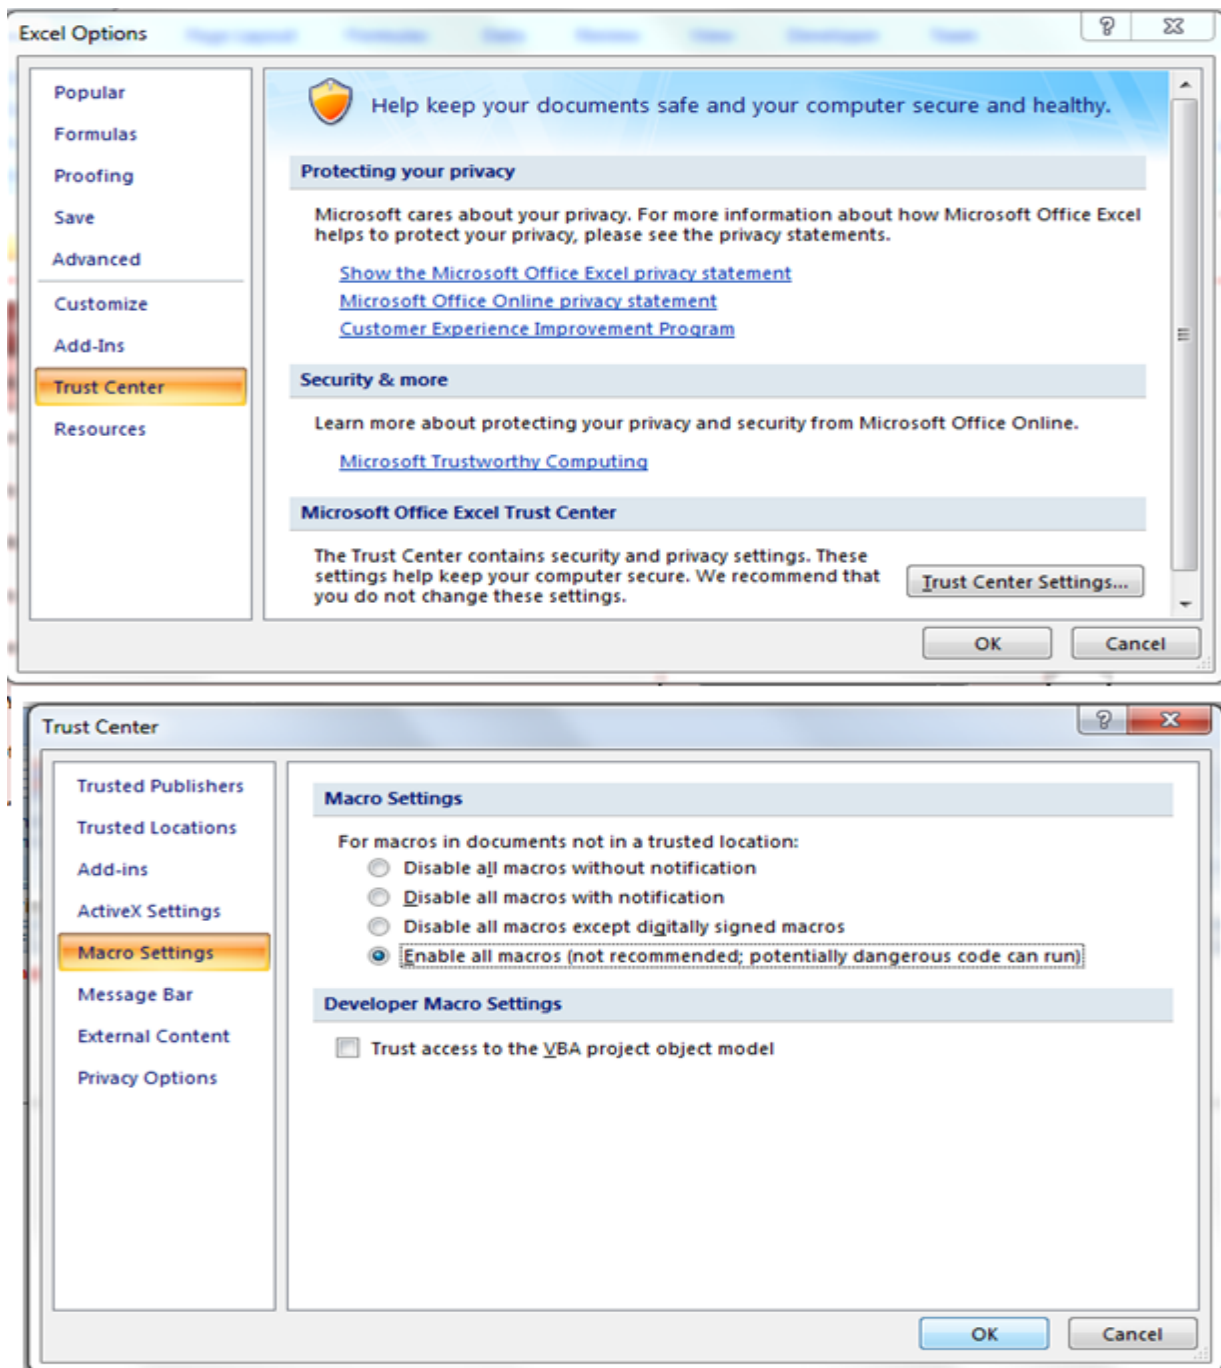 Excel Options
Popular
Formulas
Proofing
Save
Advanced
Customize
Add-Ins
Trust Center
Resources
Help keep your documents safe and your computer secure and healthy.
Protecting your privacy
Microsoft cares about your privacy. For more information about how Microsoft Office Excel
helps to protect your privacy, please see the privacy statements.
Show the Microsoft Office Excel privacy statement
Microsoft Office Online privacy statement
Customer Experience Improvement Program
Security & more
Learn more about protecting your privacy and security from Microsoft Office Online.
Microsoft Trustworthy Computing
Microsoft Office Excel Trust Center
The Trust Center contains security and privacy settings. These
settings help keep your computer secure. We recommend that
you do not change these settings.
Trust Center Settings...
OK
Cancel
Trust Center
Trusted Publishers
Trusted Locations
Add-ins
ActiveX Settings
Macro Settings
Message Bar
External Content
Privacy Options
Macro Settings
For macros in documents not in a trusted location:
Disable all macros without notification
Disable all macros with notification
Disable all macros except digitally signed macros
Enable all macros (not recommended; potentially dangerous code can run)
Developer Macro Settings
Trust access to the VBA project object model
OK
Cancel